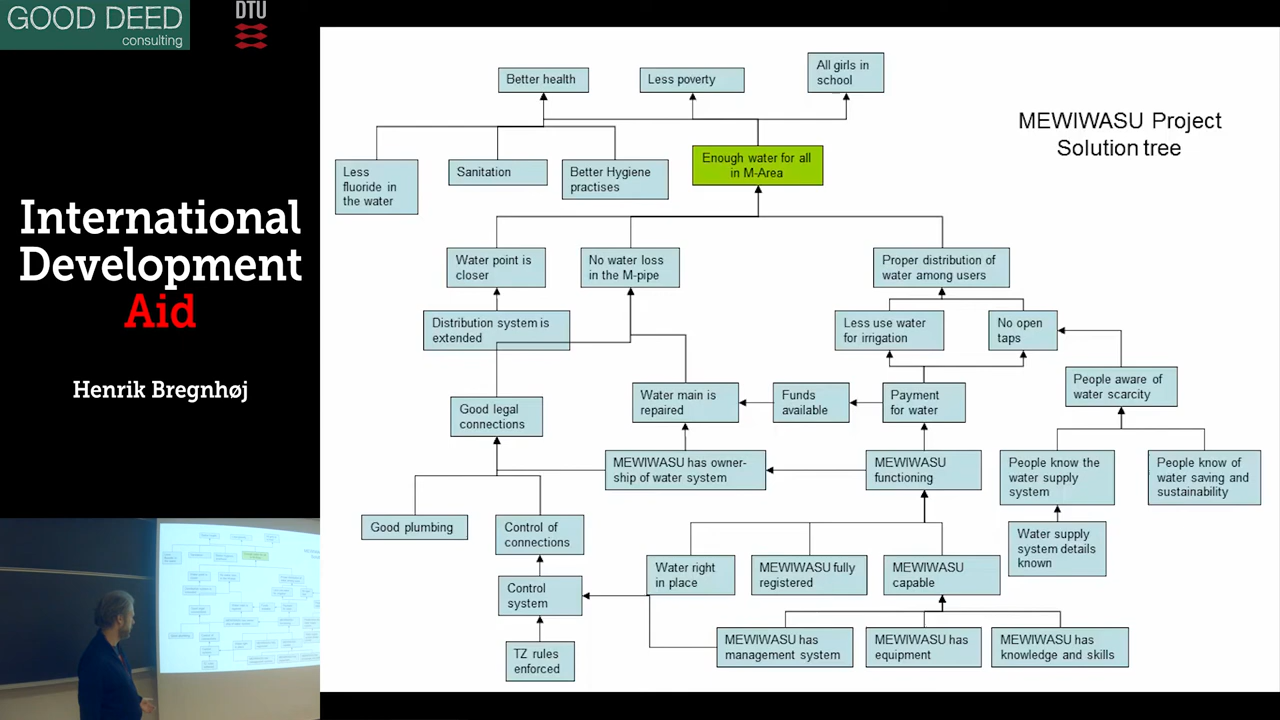 GOOD DEED
consulting
DTU
International
Development
Aid
Henrik Bregnhøj
MEWIWASU Project
Solution tree
Better health
Less poverty
All girls in
school
Less
fluoride in
the water
Sanitation
Better Hygiene
practises
Enough water for all
in M-Area
Water point is
closer
No water loss
in the M-pipe
Proper distribution of
water among users
Distribution system is
extended
Less use water
for irrigation
No open
taps
People aware of
water scarcity
Good legal
connections
Water main is
repaired
Funds
available
Payment
for water
MEWIWASU has owner-
ship of water system
MEWIWASU
functioning
People know the
water supply
system
People know of
water saving and
sustainability
Good plumbing
Control of
connections
Water supply
system details
known
Water right
in place
MEWIWASU fully
registered
MEWIWASU
capable
Control
system
TZ rules
enforced
MEWIWASU has
management system
MEWIWASU has
equipment
MEWIWASU has
knowledge and skills